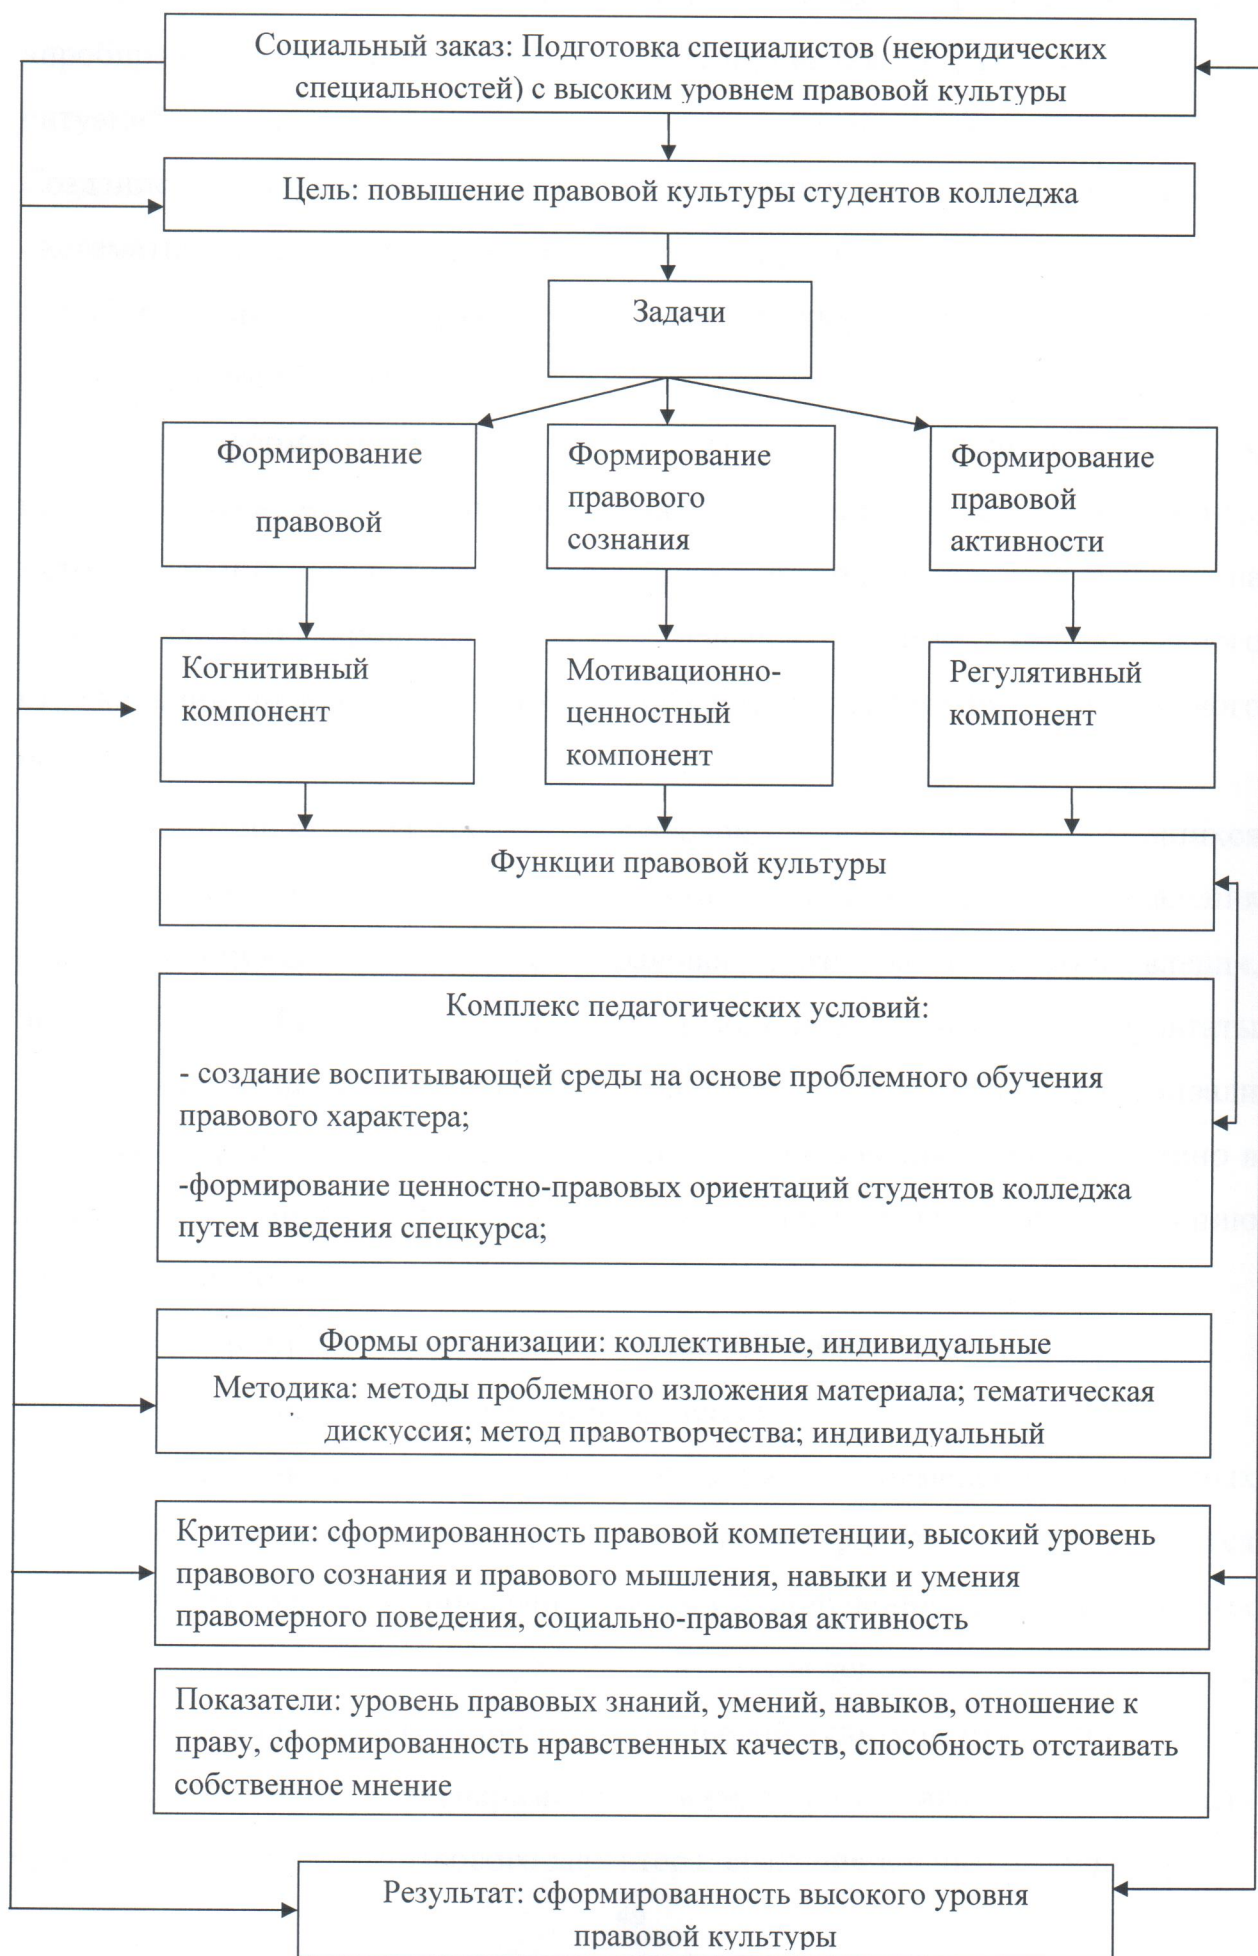 Социальный заказ: Подготовка специалистов (неюридических
специальностей) с высоким уровнем правовой культуры
Цель: повышение правовой культуры студентов колледжа
Задачи
Формирование
правовой
Формирование
правового
сознания
Формирование
правовой
активности
Когнитивный
компонент
Мотивационно-
ценностный
компонент
Регулятивный
компонент
Функции правовой культуры
Комплекс педагогических условий:
- создание воспитывающей среды на основе проблемного обучения
правового характера;
-формирование ценностно-правовых ориентаций студентов колледжа
путем введения спецкурса;
Формы организации: коллективные, индивидуальные
Методика: методы проблемного изложения материала; тематическая
дискуссия; метод правотворчества; индивидуальный
Критерии: сформированность правовой компетенции, высокий уровень
правового сознания и правового мышления, навыки и умения
правомерного поведения, социально-правовая активность
Показатели: уровень правовых знаний, умений, навыков, отношение к
праву, сформированность нравственных качеств, способность отстаивать
собственное мнение
Результат: сформированность высокого уровня
правовой культуры